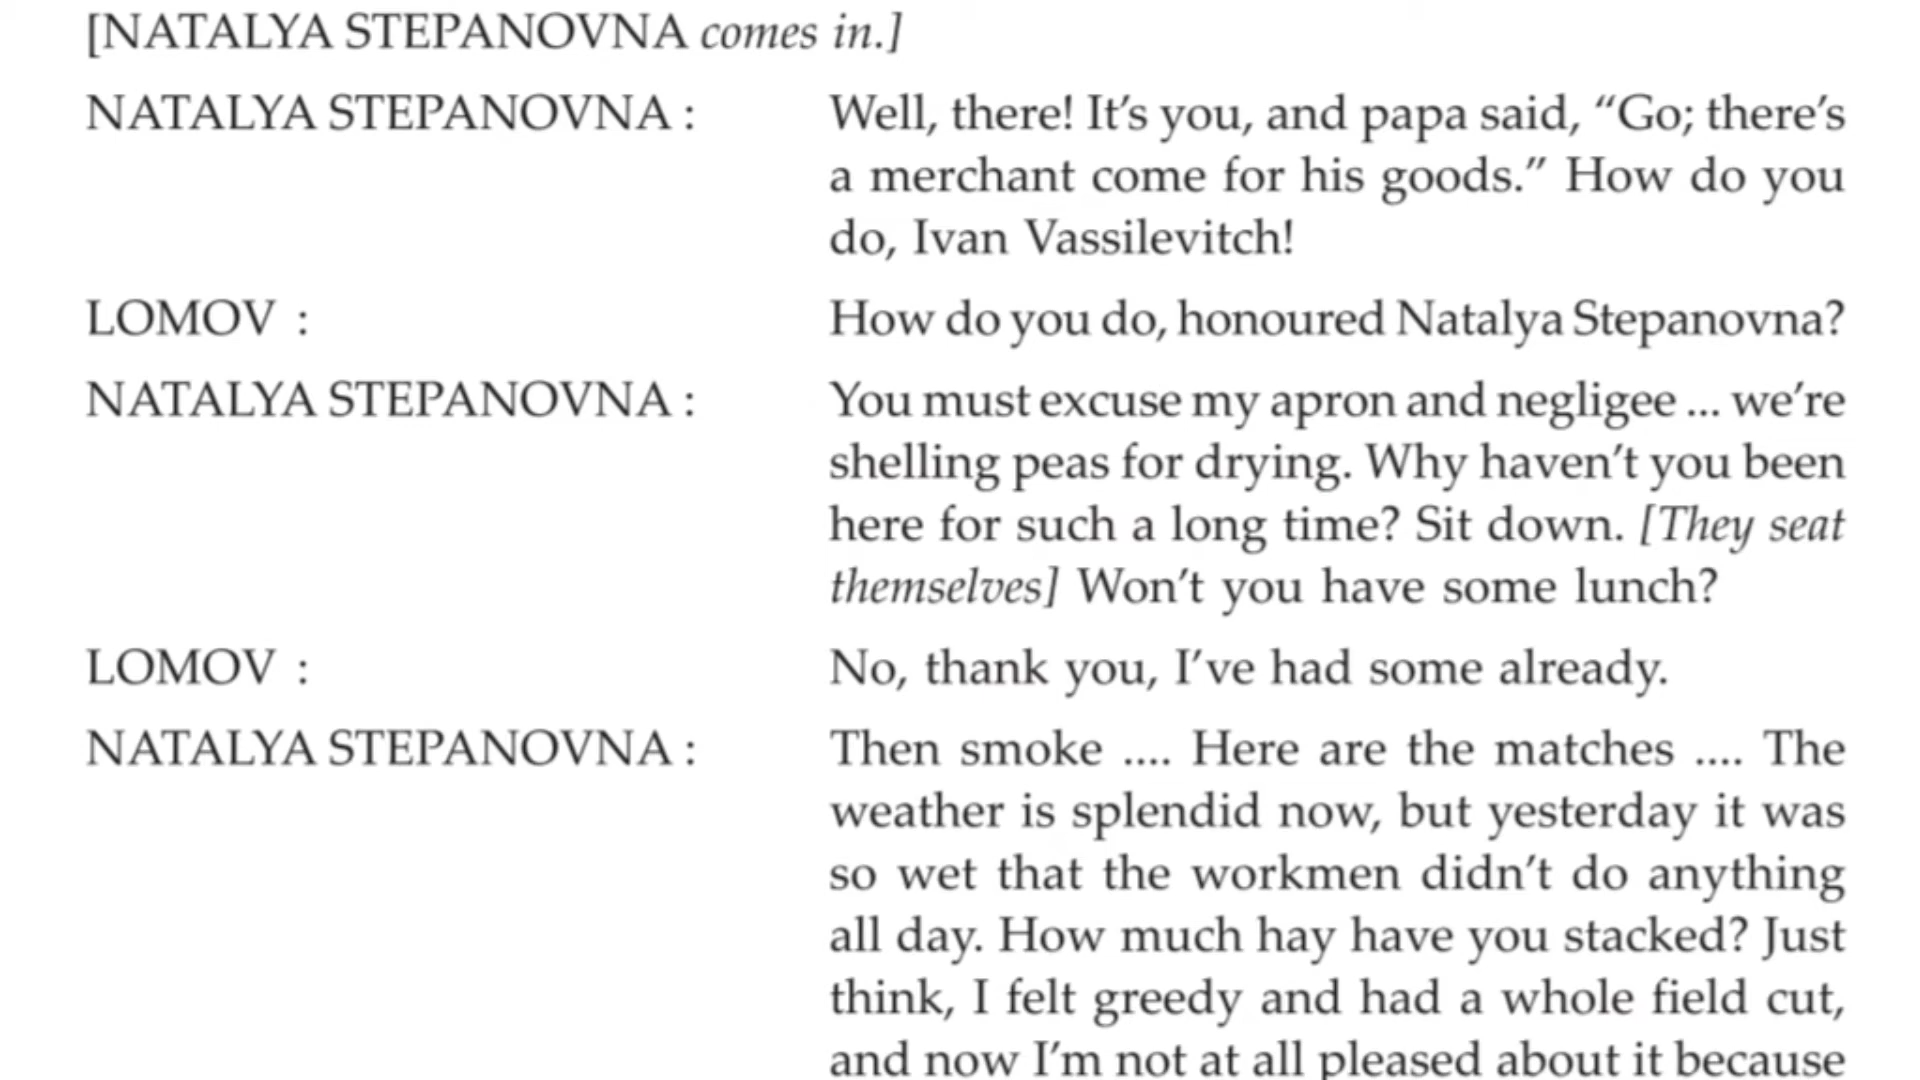 [NATALYA STEPANOVNA comes in.]
NATALYA STEPANOVNA : Well, there! It’s you, and papa said, “Go; there’s
a merchant come for his goods.” How do you
do, Ivan Vassilevitch!
LOMOV : How do you do, honoured Natalya Stepanovna?
NATALYA STEPANOVNA : You must excuse my apron and negligee ... we’re
shelling peas for drying. Why haven’t you been
here for such a long time? Sit down. [They seat
themselves] Won’t you have some lunch?
LOMOV : No, thank you, I’ve had some already.
NATALYA STEPANOVNA : Then smoke .... Here are the matches .... The
weather is splendid now, but yesterday it was
so wet that the workmen didn’t do anything
all day. How much hay have you stacked? Just
think, I felt greedy and had a whole field cut,
and now I’m not at all pleased about it because